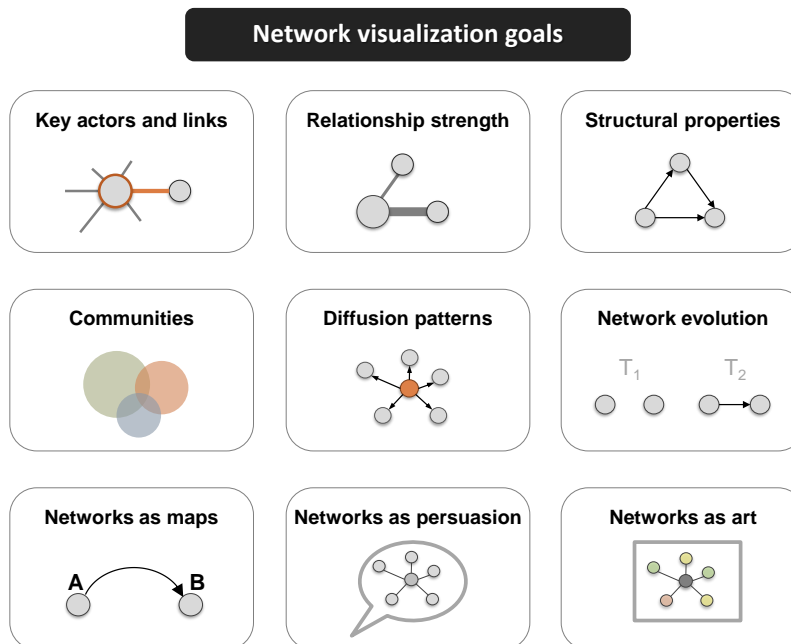 Network visualization goals
Key actors and links
Relationship strength
Structural properties
Communities
Diffusion patterns
Network evolution
T1
T2
Networks as maps
A
B
Networks as persuasion
Networks as art